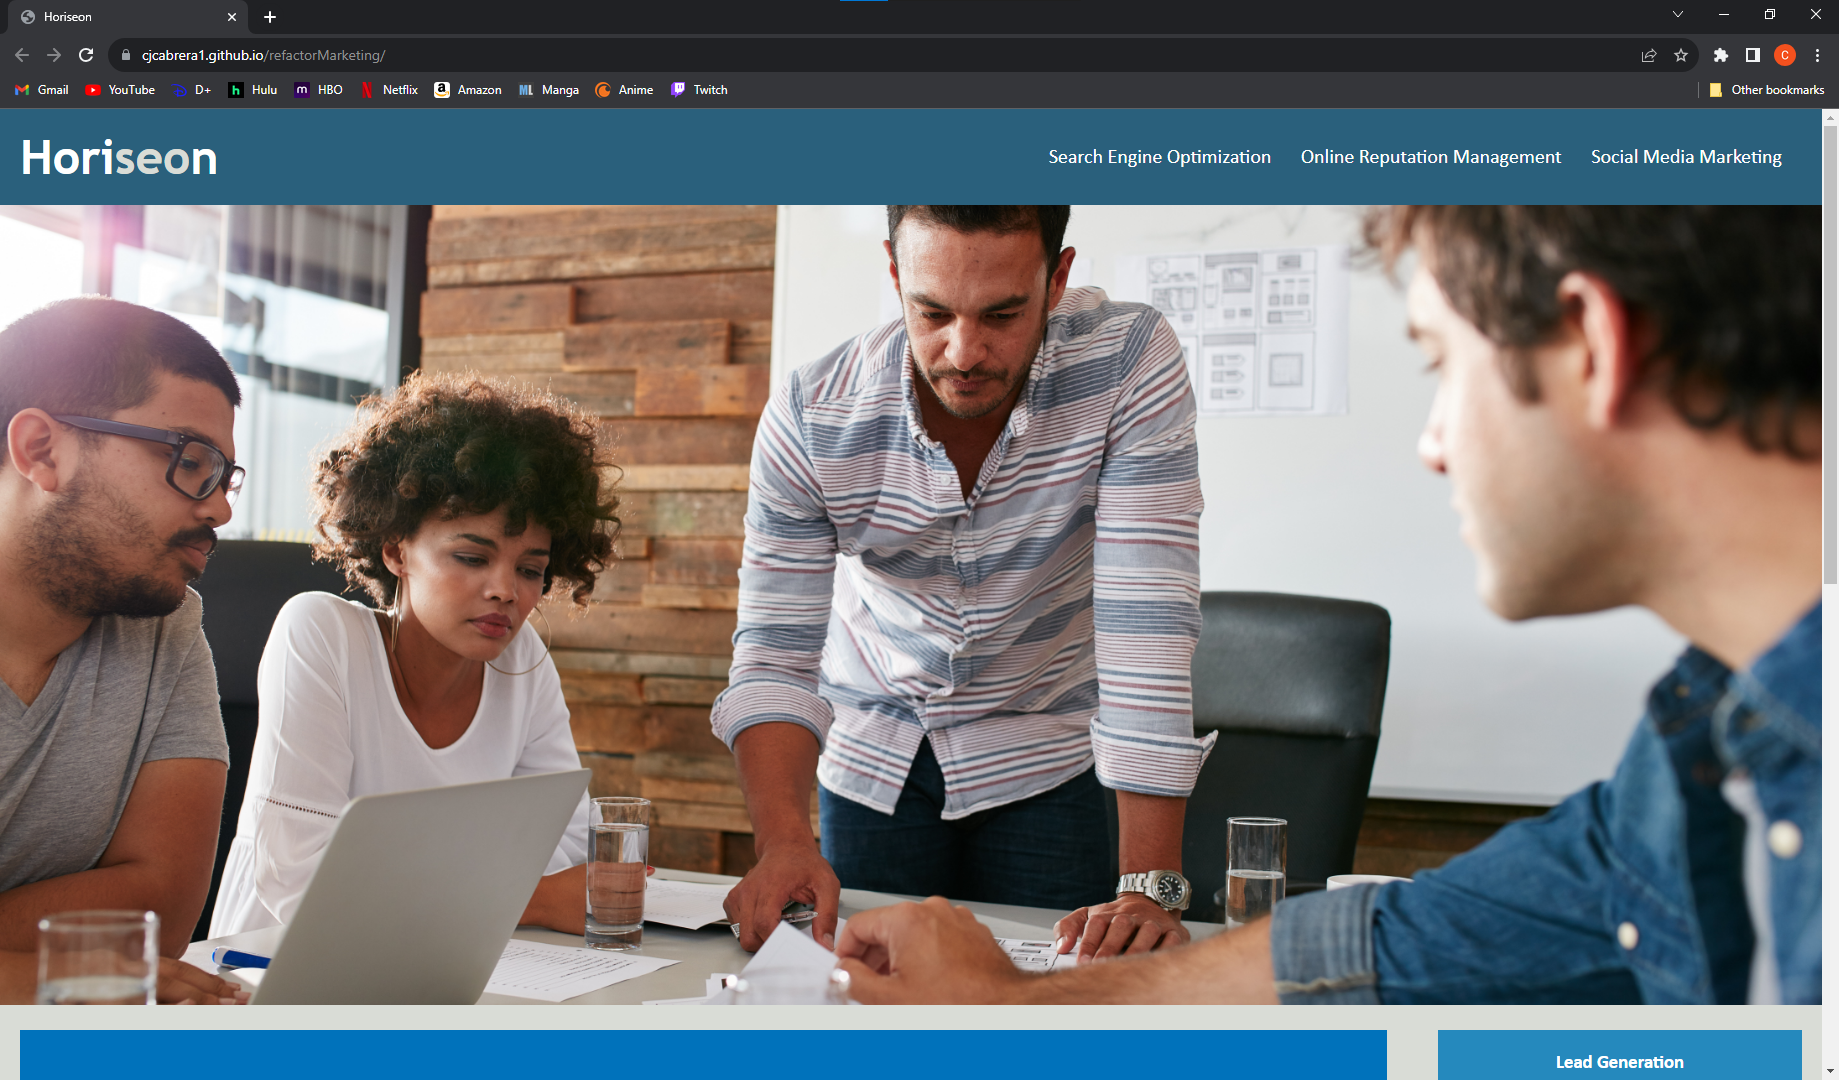 Horiseon
cjcabrera1.github.io/refactorMarketing/
C
Gmail YouTube D+ Hulu HBO Netflix Amazon Manga Anime Twitch Other bookmarks
Horiseon Search Engine Optimization Online Reputation Management Social Media Marketing
Lead Generation